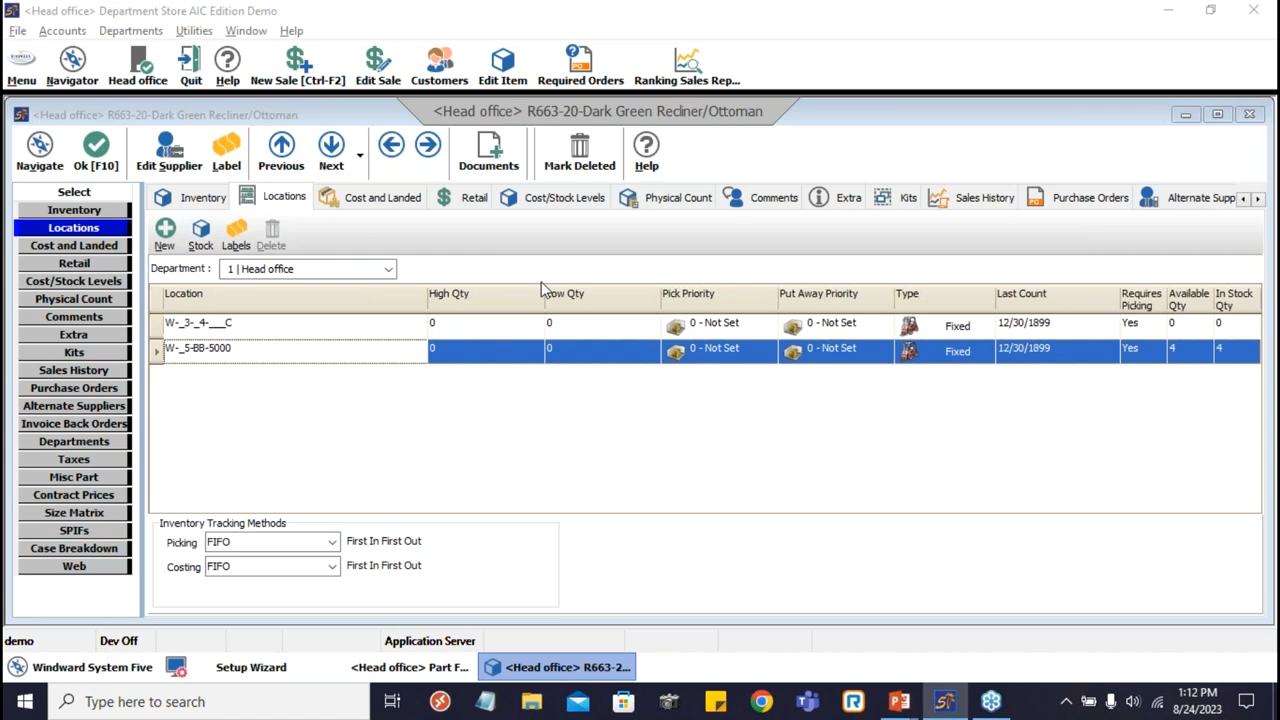 <Head office> Department Store AIC Edition Demo
File Accounts Departments Utilities Window Help
Menu Navigator Head office Quit Help New Sale [Ctrl-F2] Edit Sale Customers Edit Item Required Orders Ranking Sales Rep...
<Head office> R663-20-Dark Green Recliner/Ottoman
<Head office> R663-20-Dark Green Recliner/Ottoman
Navigate Ok [F10] Edit Supplier Label Previous Next Documents Mark Deleted Help
Select
Inventory Locations Cost and Landed Retail Cost/Stock Levels Physical Count Comments Extra Kits Sales History Purchase Orders Alternate Supp
Inventory
Locations
Cost and Landed
Retail
Cost/Stock Levels
Physical Count
Comments
Extra
Kits
Sales History
Purchase Orders
Alternate Suppliers
Invoice Back Orders
Departments
Taxes
Misc Part
Contract Prices
Size Matrix
SPIFs
Case Breakdown
Web
New Stock Labels Delete
Department : 1 | Head office
Location High Qty ow Qty Pick Priority Put Away Priority Type Last Count Requires Picking Available Qty In Stock Qty
W-_3-_4-___C 0 0 0 - Not Set 0 - Not Set Fixed 12/30/1899 Yes 0 0
W-_5-BB-5000 0 0 0 - Not Set 0 - Not Set Fixed 12/30/1899 Yes 4 4
Inventory Tracking Methods
Picking FIFO First In First Out
Costing FIFO First In First Out
demo Dev Off Application Server
Windward System Five Setup Wizard <Head office> Part F... <Head office> R663-2...
Type here to search
1:12 PM
8/24/2023